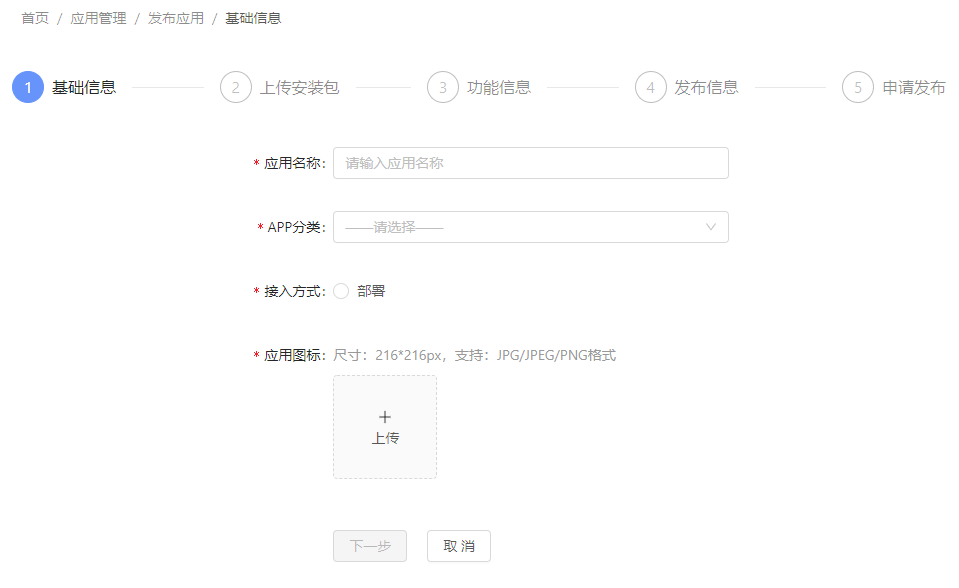 首页 / 应用管理 / 发布应用 / 基础信息
1 基础信息 2 上传安装包 3 功能信息 4 发布信息 5 申请发布
* 应用名称: 请输入应用名称
* APP分类: ——请选择——
* 接入方式: 部署
* 应用图标: 尺寸：216*216px，支持：JPG/JPEG/PNG格式
上传
下一步 取 消